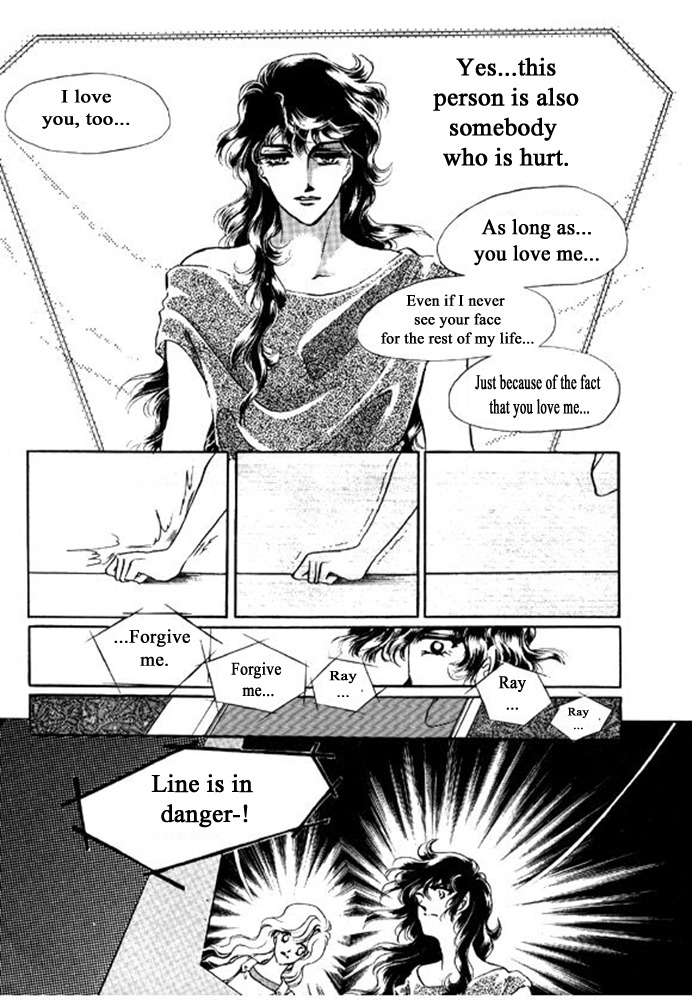 I love
you, too...
Yes...this
person is also
somebody
who is hurt.
As long as...
you love me...
Even if I never
see your face
for the rest of my life...
Just because of the fact
that you love me...
...Forgive
me.
Forgive
me...
Ray
...
Ray
...
Ray
...
Line is in
danger-!